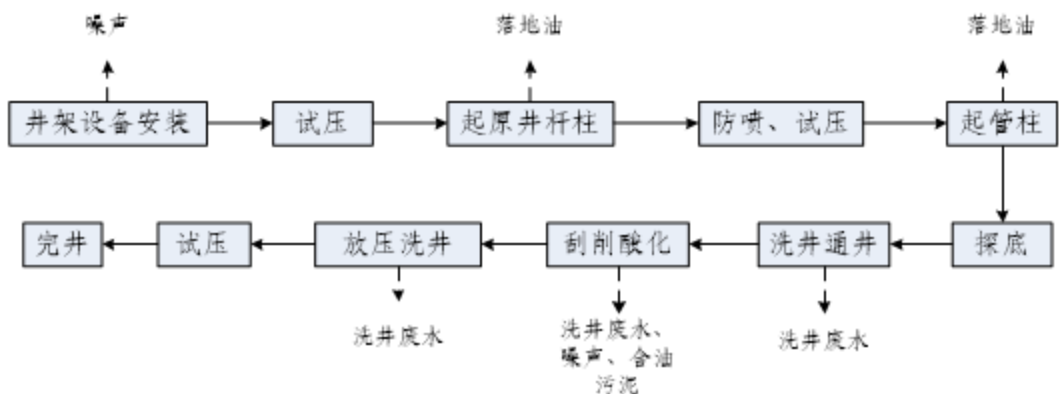 噪声
落地油
落地油
井架设备安装
试压
起原井杆柱
防喷、试压
起管柱
完井
试压
放压洗井
刮削酸化
洗井通井
探底
洗井废水
洗井废水、
噪声、含油
污泥
洗井废水